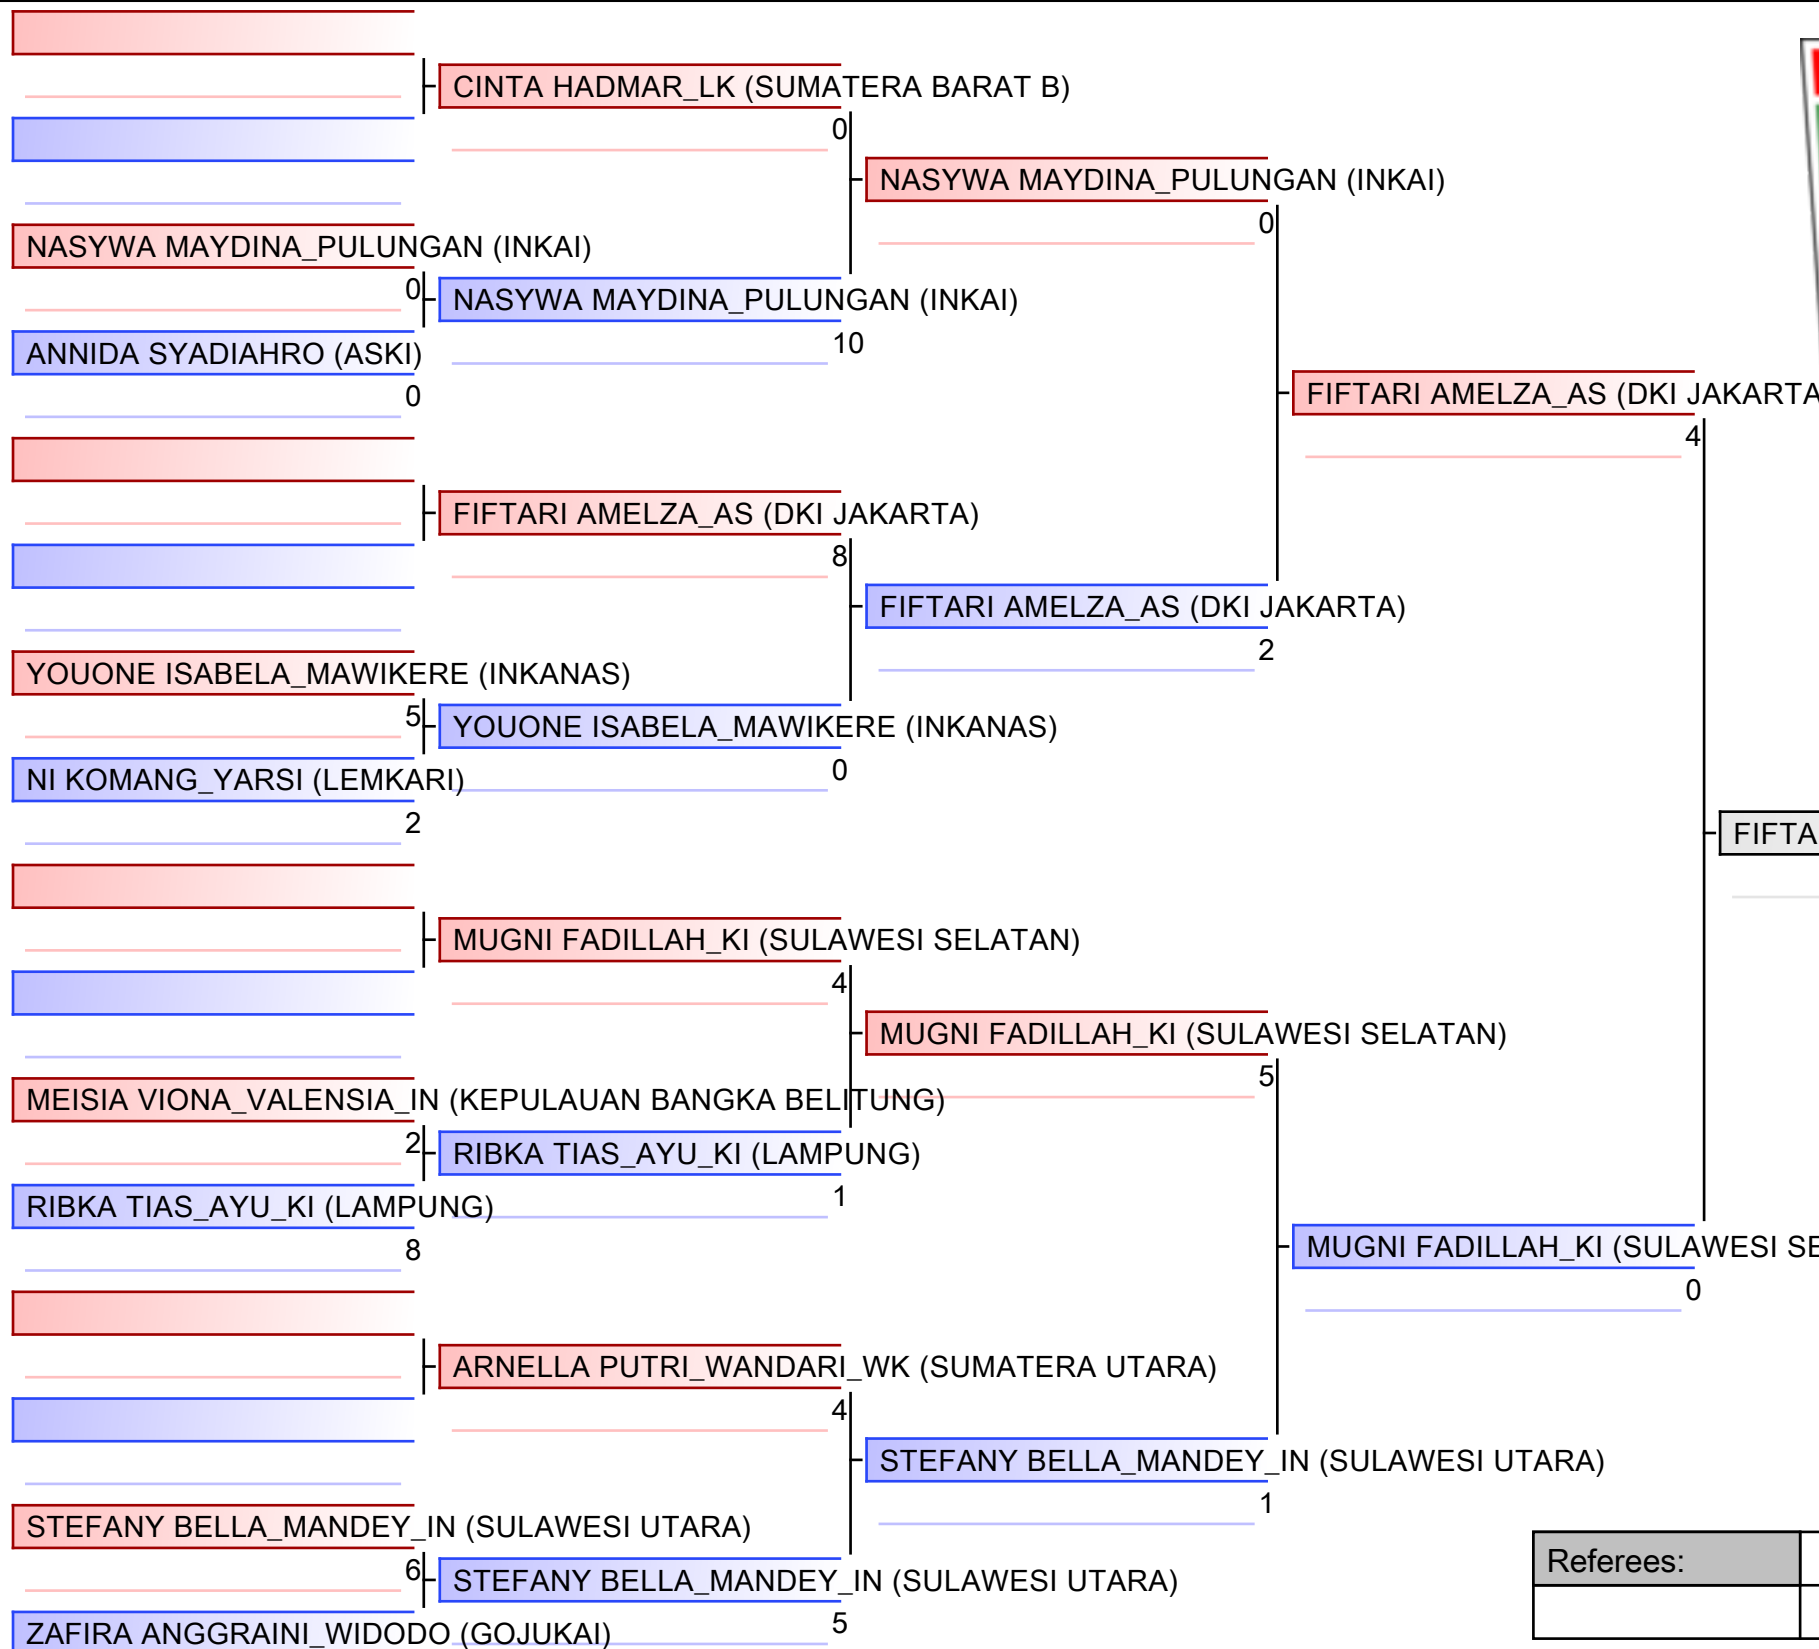 CINTA HADMAR_LK (SUMATERA BARAT B)
0
NASYWA MAYDINA_PULUNGAN (INKAI)
0
NASYWA MAYDINA_PULUNGAN (INKAI)
0
NASYWA MAYDINA_PULUNGAN (INKAI)
10
ANNIDA SYADIAHRO (ASKI)
0
FIFTARI AMELZA_AS (DKI JAKARTA
4
FIFTARI AMELZA_AS (DKI JAKARTA)
8
FIFTARI AMELZA_AS (DKI JAKARTA)
2
YOUONE ISABELA_MAWIKERE (INKANAS)
5
YOUONE ISABELA_MAWIKERE (INKANAS)
0
NI KOMANG_YARSI (LEMKARI)
2
FIFTA
MUGNI FADILLAH_KI (SULAWESI SELATAN)
4
MUGNI FADILLAH_KI (SULAWESI SELATAN)
5
MEISIA VIONA_VALENSIA_IN (KEPULAUAN BANGKA BELITUNG)
2
RIBKA TIAS_AYU_KI (LAMPUNG)
1
RIBKA TIAS_AYU_KI (LAMPUNG)
8
MUGNI FADILLAH_KI (SULAWESI SE
0
ARNELLA PUTRI_WANDARI_WK (SUMATERA UTARA)
4
STEFANY BELLA_MANDEY_IN (SULAWESI UTARA)
1
STEFANY BELLA_MANDEY_IN (SULAWESI UTARA)
6
STEFANY BELLA_MANDEY_IN (SULAWESI UTARA)
5
ZAFIRA ANGGRAINI_WIDODO (GOJUKAI)
Referees: